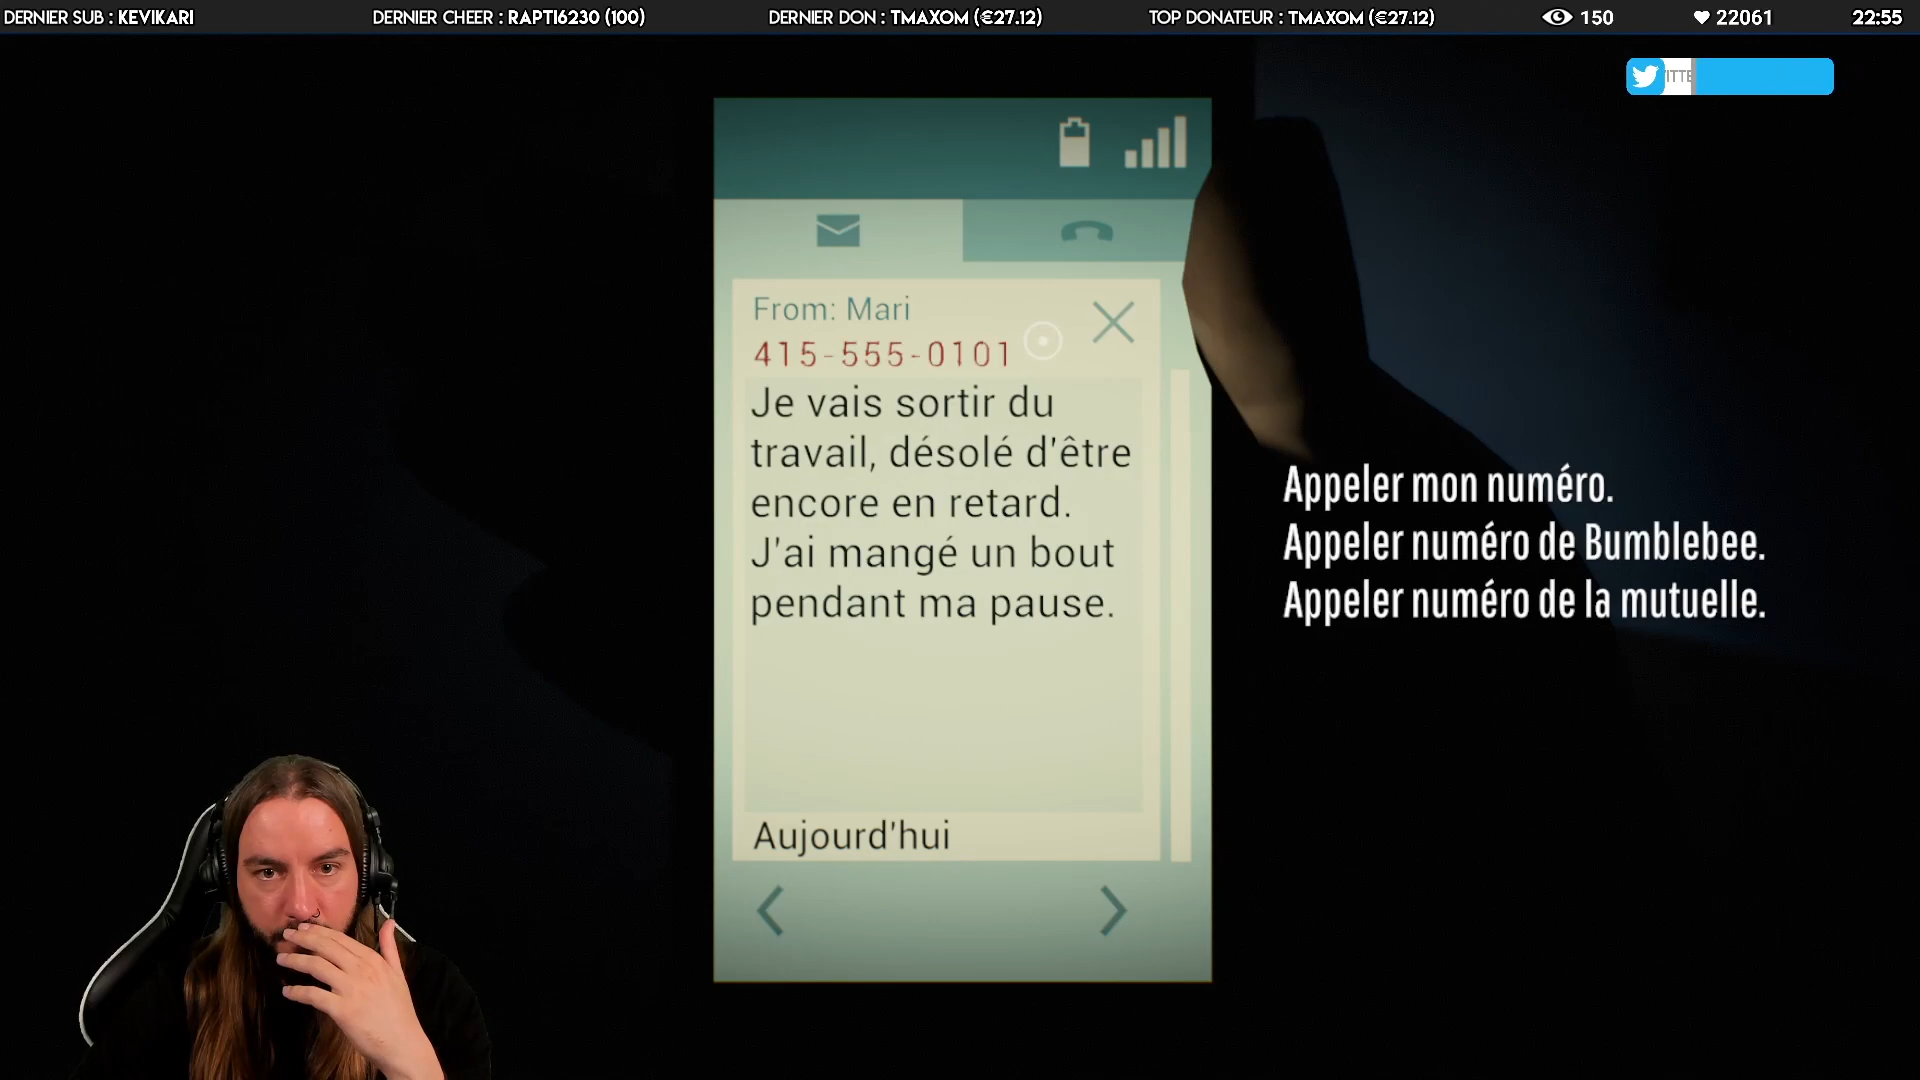 DERNIER SUB : KEVIKARI
DERNIER CHEER : RAPTI6230 (100)
DERNIER DON : TMAXOM (€27.12)
TOP DONATEUR : TMAXOM (€27.12)
150
22061
22:55
From: Mari
415-555-0101
Je vais sortir du
travail, désolé d'être
encore en retard.
J'ai mangé un bout
pendant ma pause.
Aujourd'hui
Appeler mon numéro.
Appeler numéro de Bumblebee.
Appeler numéro de la mutuelle.